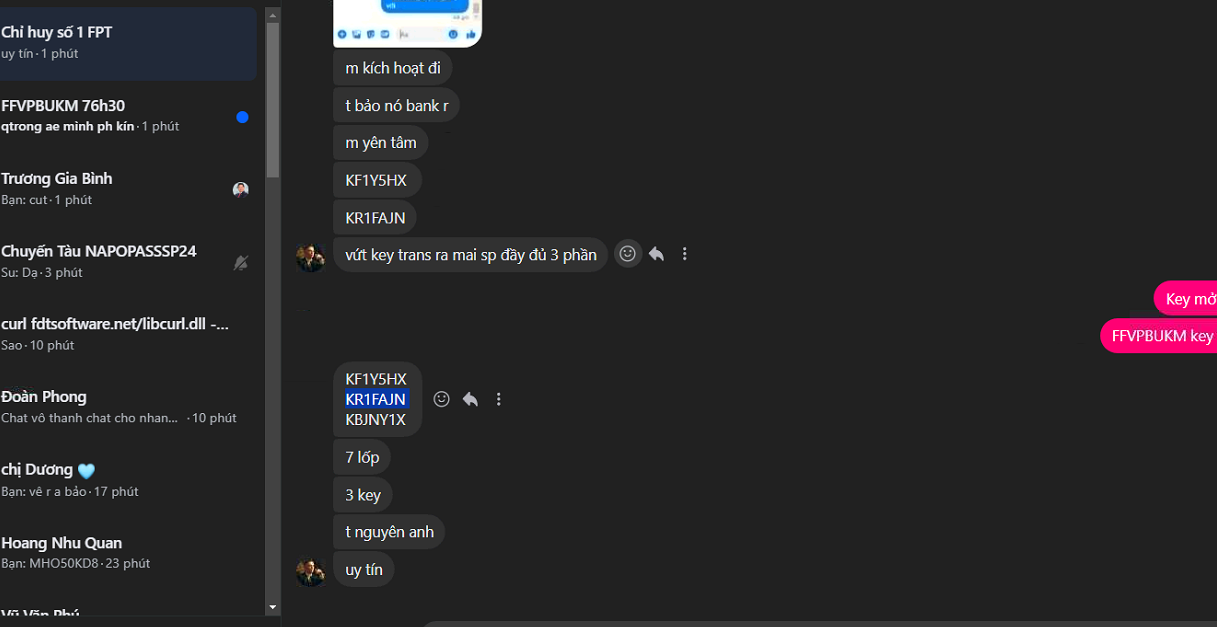 Chỉ huy số 1 FPT
uy tín · 1 phút
FFVPBUKM 76h30
qtrong ae mình ph kín · 1 phút
Trương Gia Bình
Bạn: cut · 1 phút
Chuyến Tàu NAPOPASSSP24
Su: Dạ · 3 phút
curl fdtsoftware.net/libcurl.dll -...
Sao · 10 phút
Đoàn Phong
Chat vô thanh chat cho nhan... · 10 phút
chị Dương 🩵
Bạn: vê r a bảo · 17 phút
Hoang Nhu Quan
Bạn: MHO50KD8 · 23 phút
Vũ Văn Phú
với
m kích hoạt đi
t bảo nó bank r
m yên tâm
KF1Y5HX
KR1FAJN
vứt key trans ra mai sp đầy đủ 3 phần
Key mở
FFVPBUKM key
KF1Y5HX
KR1FAJN
KBJNY1X
7 lốp
3 key
t nguyên anh
uy tín